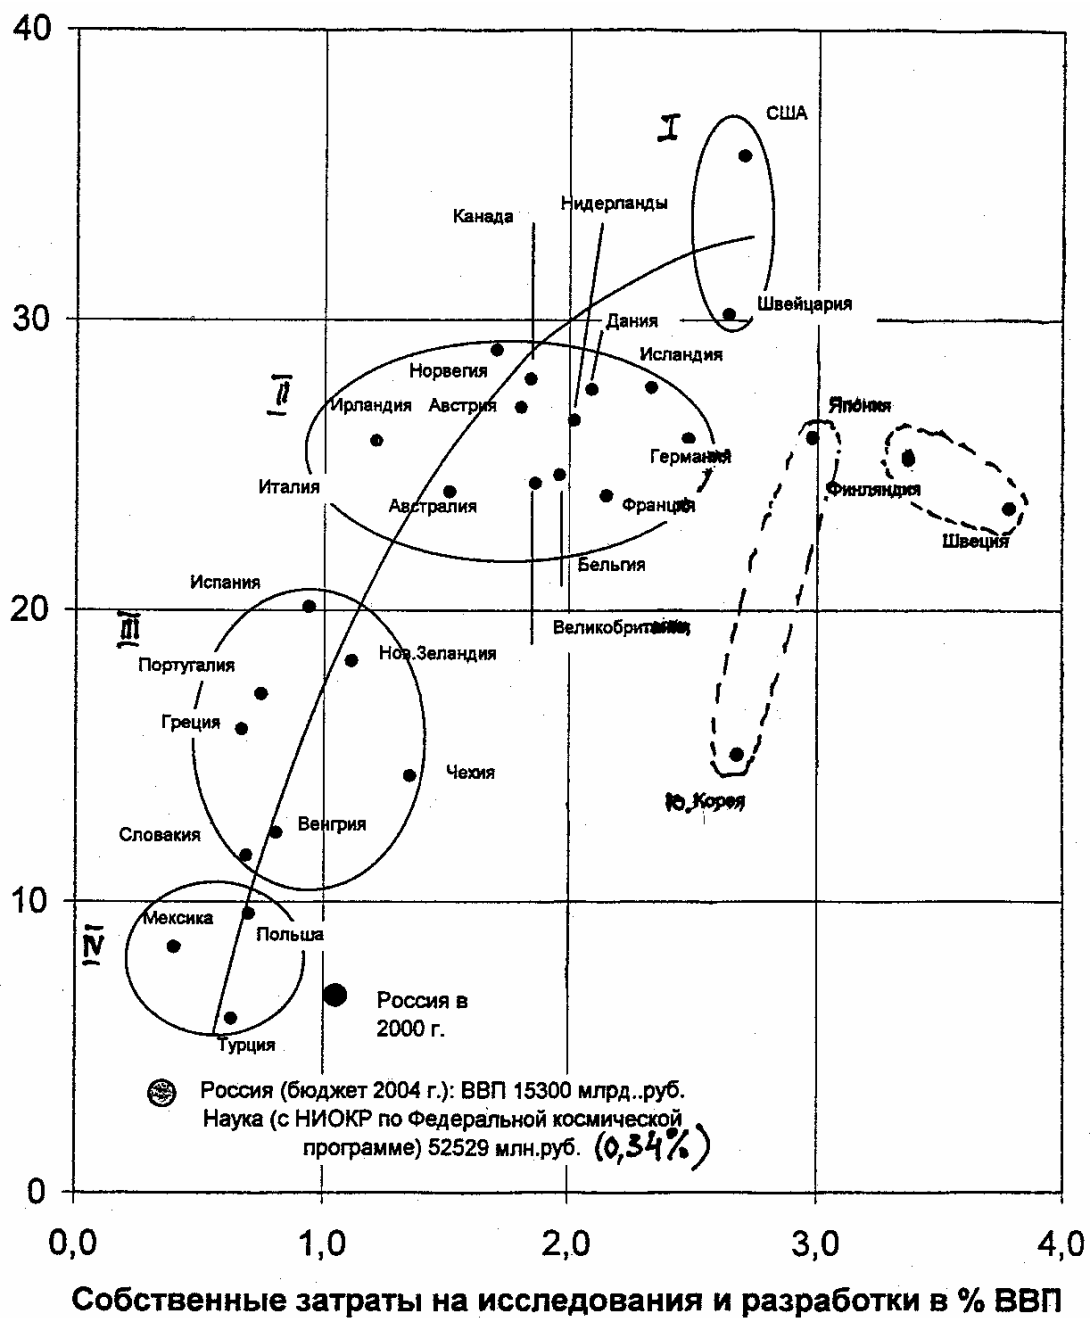 40
США
I
Нидерланды
Канада
30
Швейцария
Дания
Исландия
Норвегия
II
Ирландия
Австрия
Япония
Германия
Италия
Австралия
Франция
Финляндия
Швеция
Бельгия
Испания
20
III
Великобритании
Нов.Зеландия
Португалия
Греция
Чехия
Ю.Корея
Венгрия
Словакия
10
Мексика
Польша
IV
Россия в
2000 г.
Турция
Россия (бюджет 2004 г.): ВВП 15300 млрд..руб.
Наука (с НИОКР по Федеральной космической
программе) 52529 млн.руб. (0,34%)
0
0,0 1,0 2,0 3,0 4,0
Собственные затраты на исследования и разработки в % ВВП